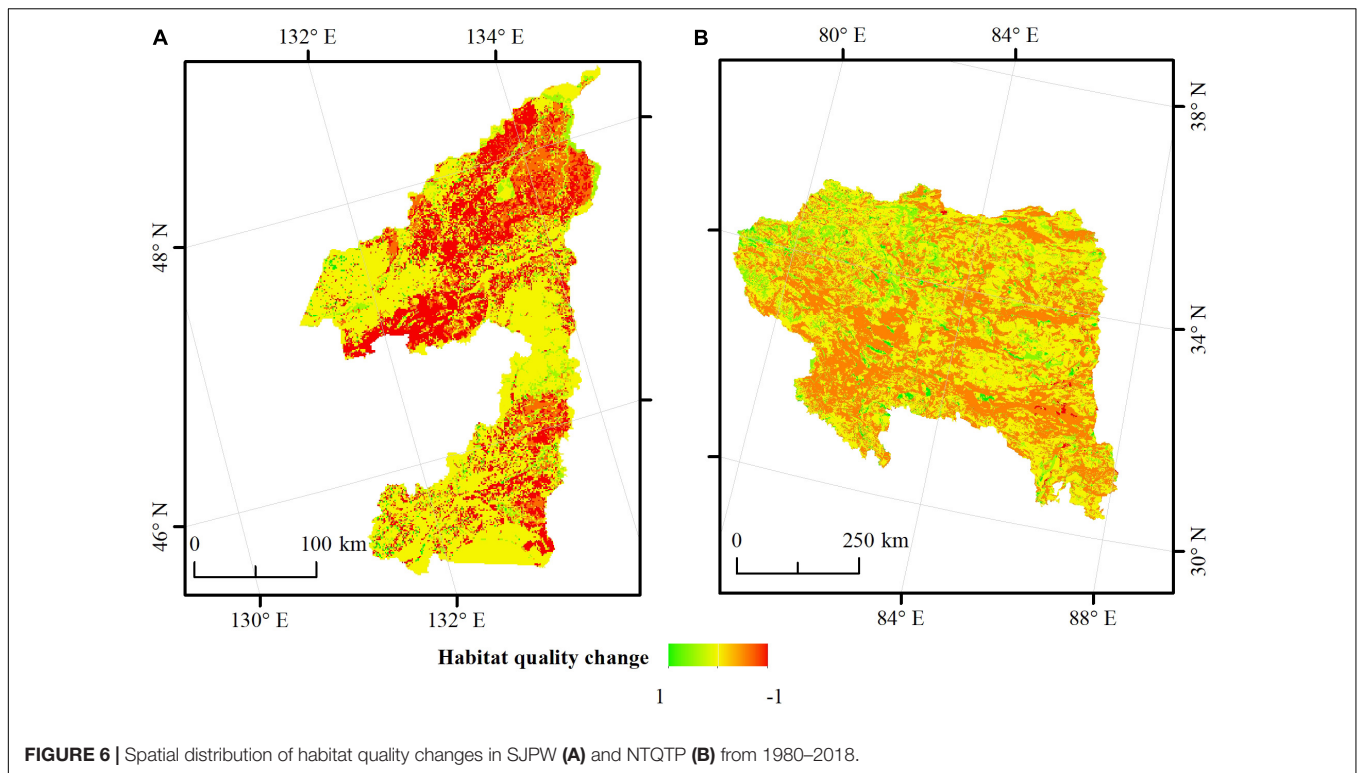 A
132° E
134° E
B
80° E
84° E
38° N
48° N
34° N
46° N
0
100 km
0
250 km
30° N
130° E
132° E
84° E
88° E
Habitat quality change
1
-1
FIGURE 6 | Spatial distribution of habitat quality changes in SJPW (A) and NTQTP (B) from 1980–2018.